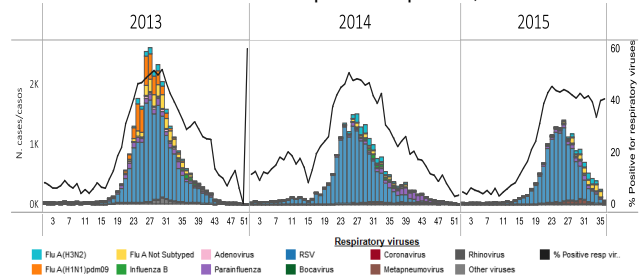 2013 2014 2015
N. cases/casos
2K
1K
0K
60
40
20
0
% Positive for respiratory viruses
3 7 11 15 19 23 27 31 35 39 43 47 51 3 7 11 15 19 23 27 31 35 39 43 47 51 3 7 11 15 19 23 27 31 35
Respiratory viruses
Flu A(H3N2) Flu A Not Subtyped Adenovirus RSV Coronavirus Rhinovirus % Positive resp vir..
Flu A(H1N1)pdm09 Influenza B Parainfluenza Bocavirus Metapneumovirus Other viruses